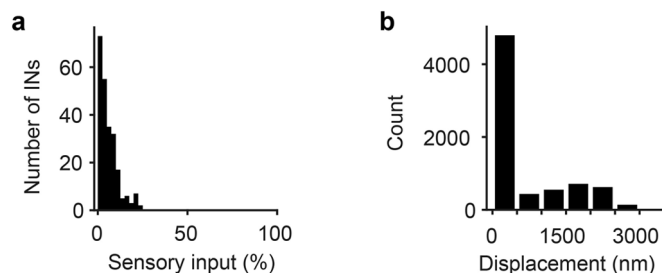 a
Number of INs
60
40
20
0
0 50 100
Sensory input (%)
b
Count
4000
2000
0
0 1500 3000
Displacement (nm)